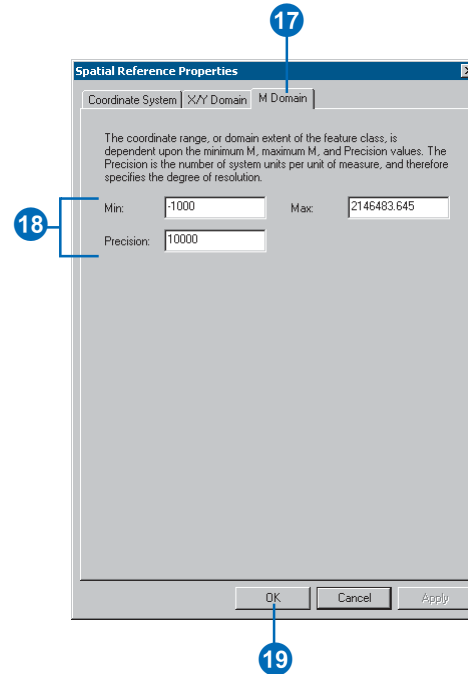 17
Spatial Reference Properties
Coordinate System X/Y Domain M Domain
The coordinate range, or domain extent of the feature class, is
dependent upon the minimum M, maximum M, and Precision values. The
Precision is the number of system units per unit of measure, and therefore
specifies the degree of resolution.
18
Min: -1000 Max: 2146483.645
Precision: 10000
OK Cancel Apply
19